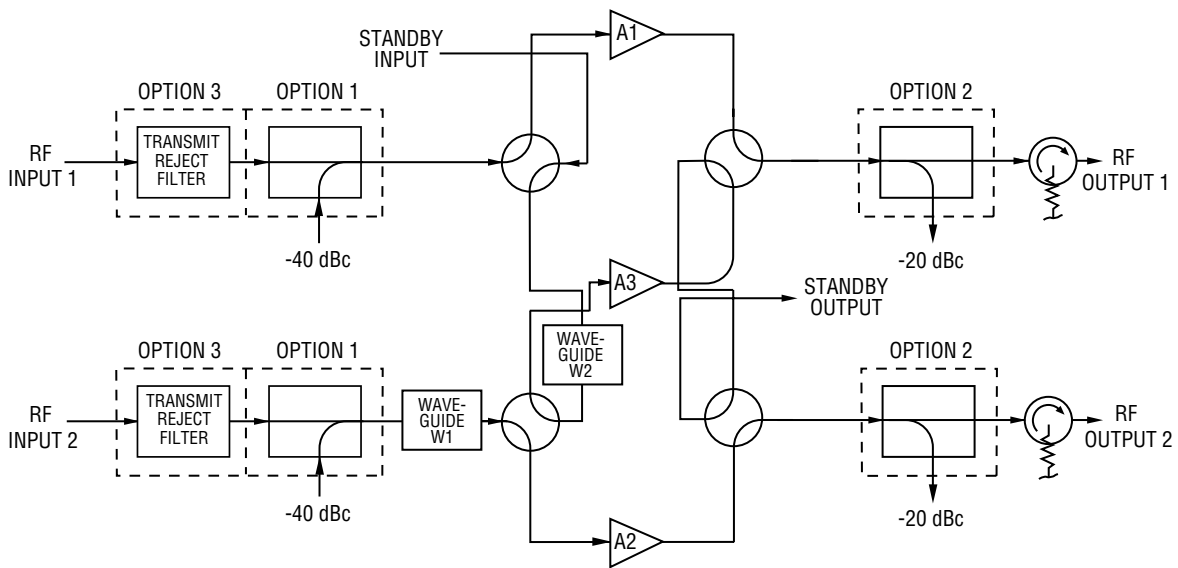 A1
STANDBY
INPUT
OPTION 3
OPTION 1
OPTION 2
RF
INPUT 1
TRANSMIT
REJECT
FILTER
RF
OUTPUT 1
-40 dBc
-20 dBc
A3
STANDBY
OUTPUT
OPTION 3
OPTION 1
WAVE-
GUIDE
W2
OPTION 2
RF
INPUT 2
TRANSMIT
REJECT
FILTER
WAVE-
GUIDE
W1
RF
OUTPUT 2
-40 dBc
-20 dBc
A2